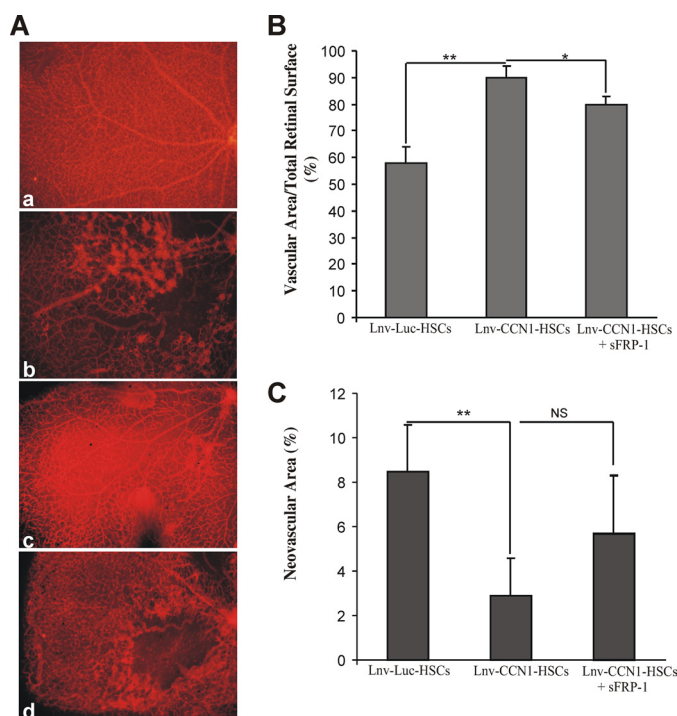 A
a
b
c
d
B
Vascular Area/Total Retinal Surface
(%)
100
90
80
70
60
50
40
30
20
10
0
**
*
Lnv-Luc-HSCs
Lnv-CCN1-HSCs
Lnv-CCN1-HSCs
+ sFRP-1
C
Neovascular Area (%)
12
10
8
6
4
2
0
**
NS
Lnv-Luc-HSCs
Lnv-CCN1-HSCs
Lnv-CCN1-HSCs
+ sFRP-1